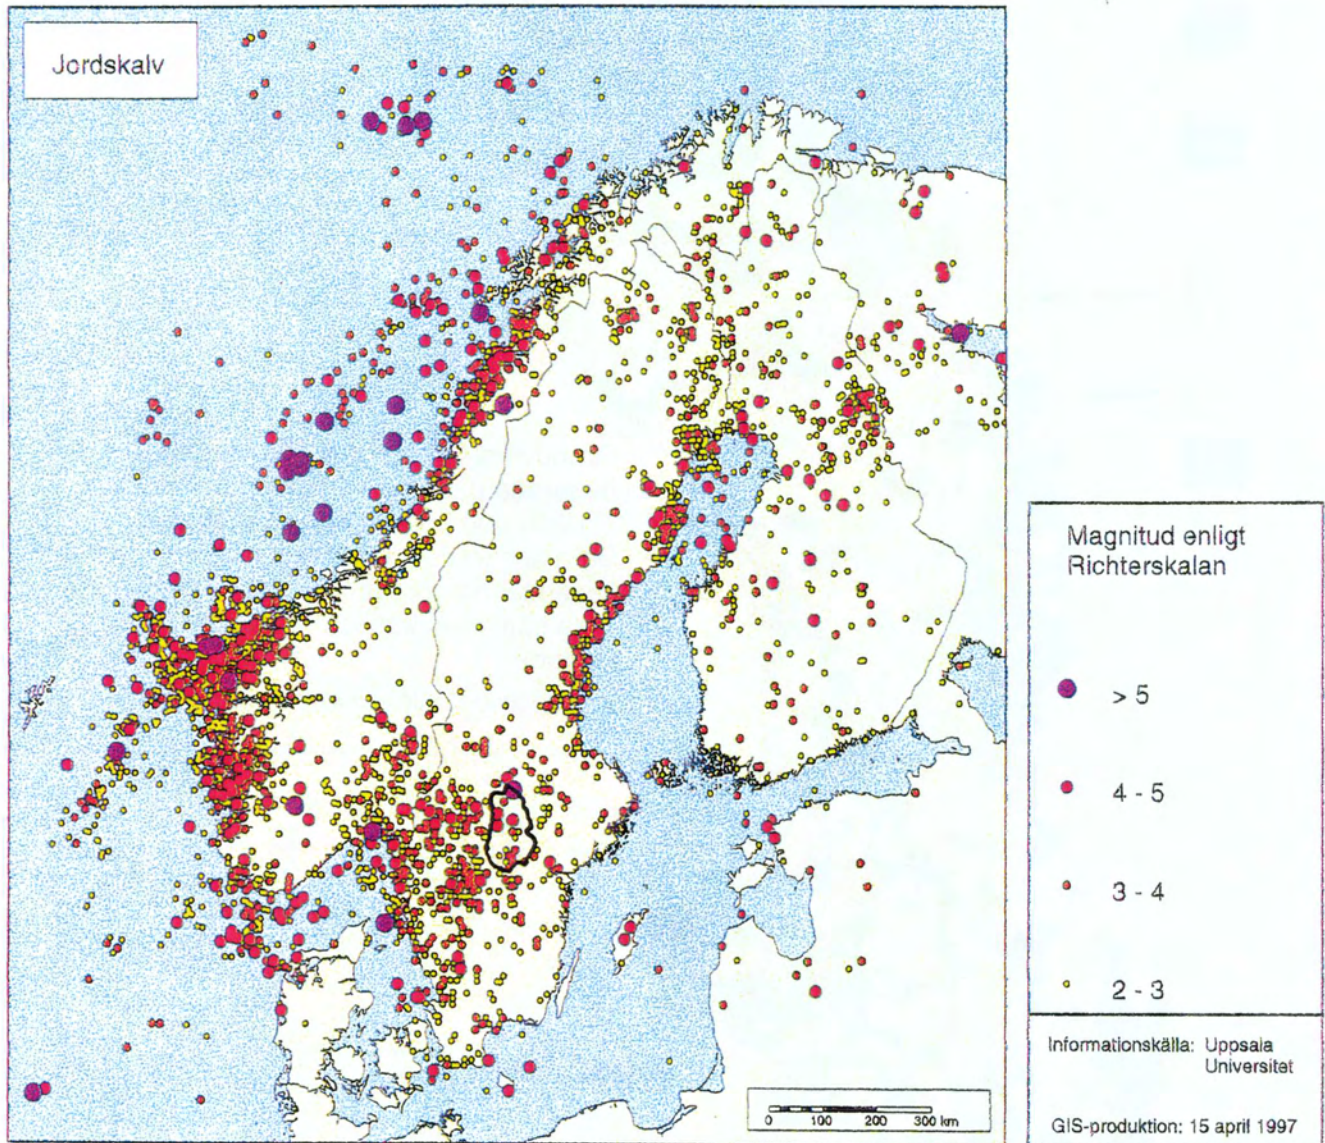 Jordskalv
Magnitud enligt
Richterskalan
> 5
4 - 5
3 - 4
2 - 3
Informationskälla: Uppsala
Universitet
GIS-produktion: 15 april 1997
0 100 200 300 km